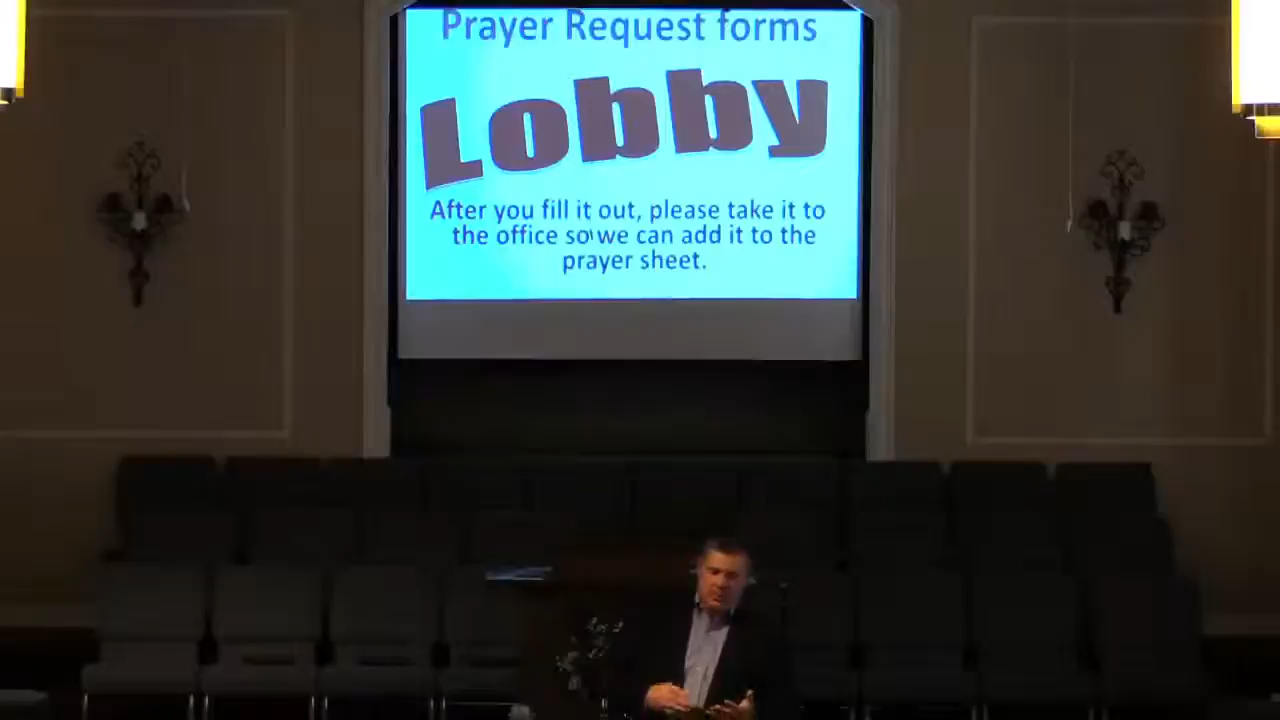 Prayer Request forms
Lobby
After you fill it out, please take it to
the office so we can add it to the
prayer sheet.